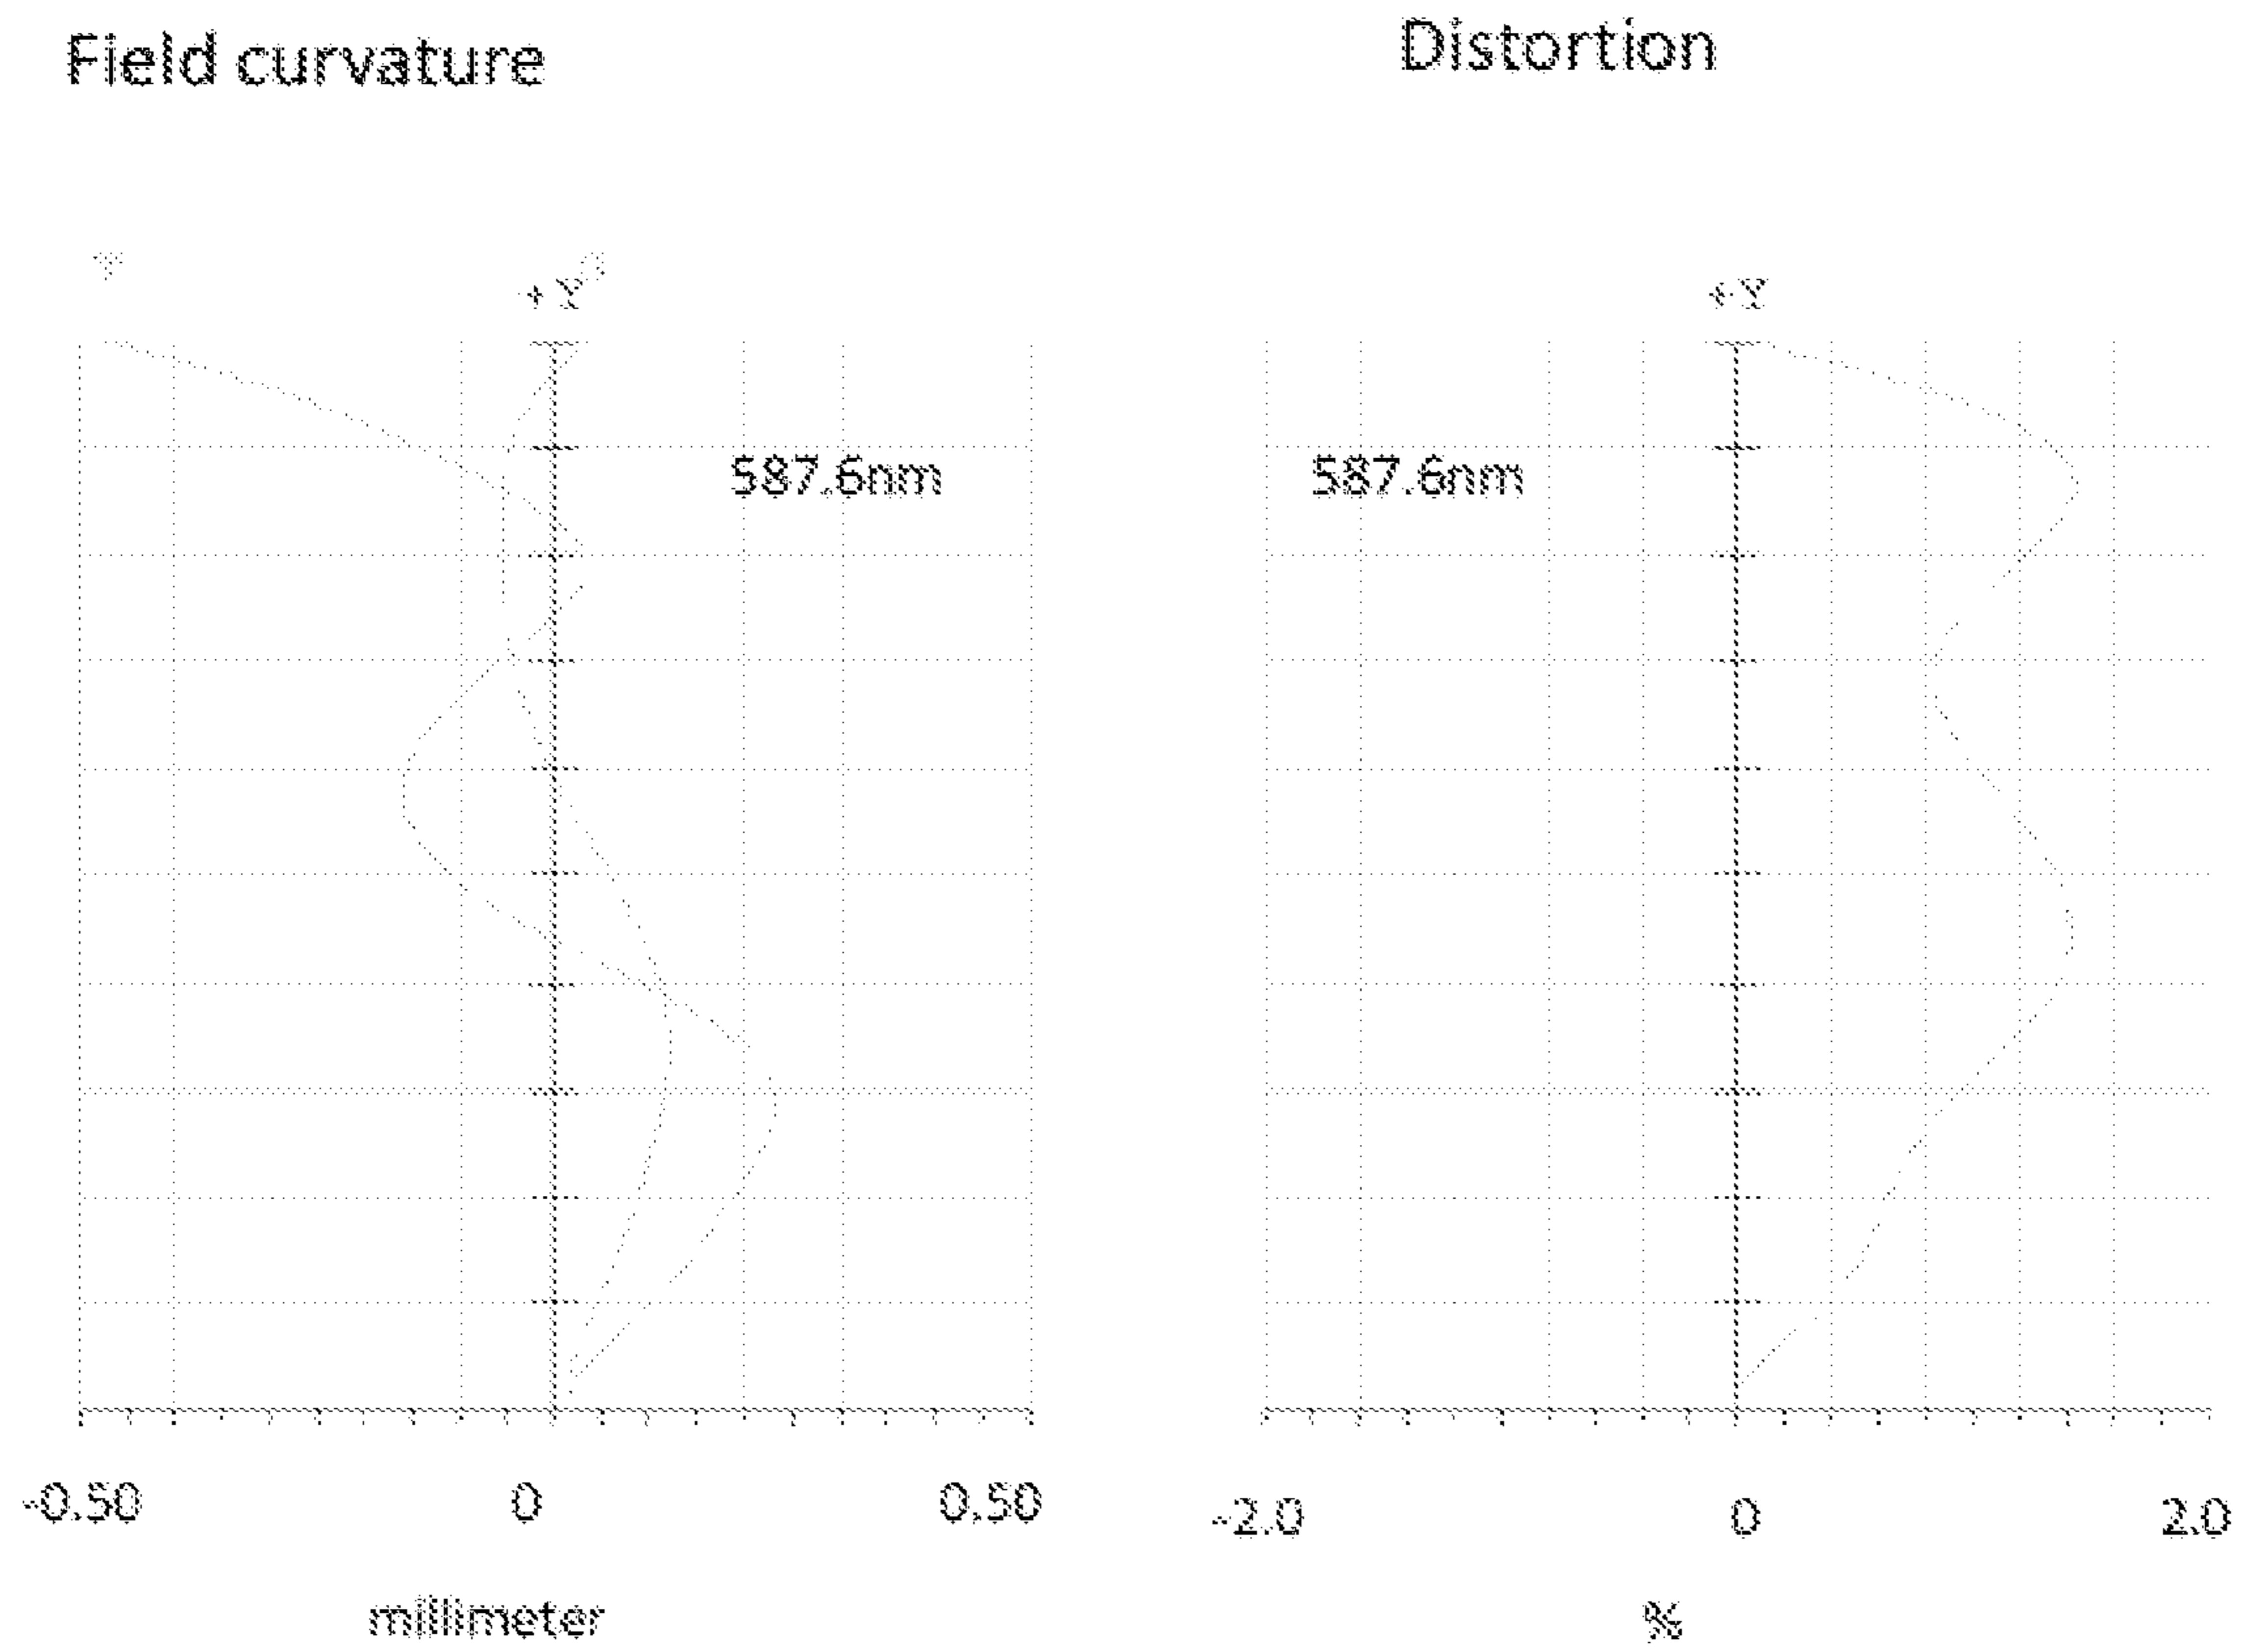 Field curvature
Distortion
+Y
+Y
587.6nm
587.6nm
-0.50 0 0.50
-2.0 0 2.0
millimeter
%